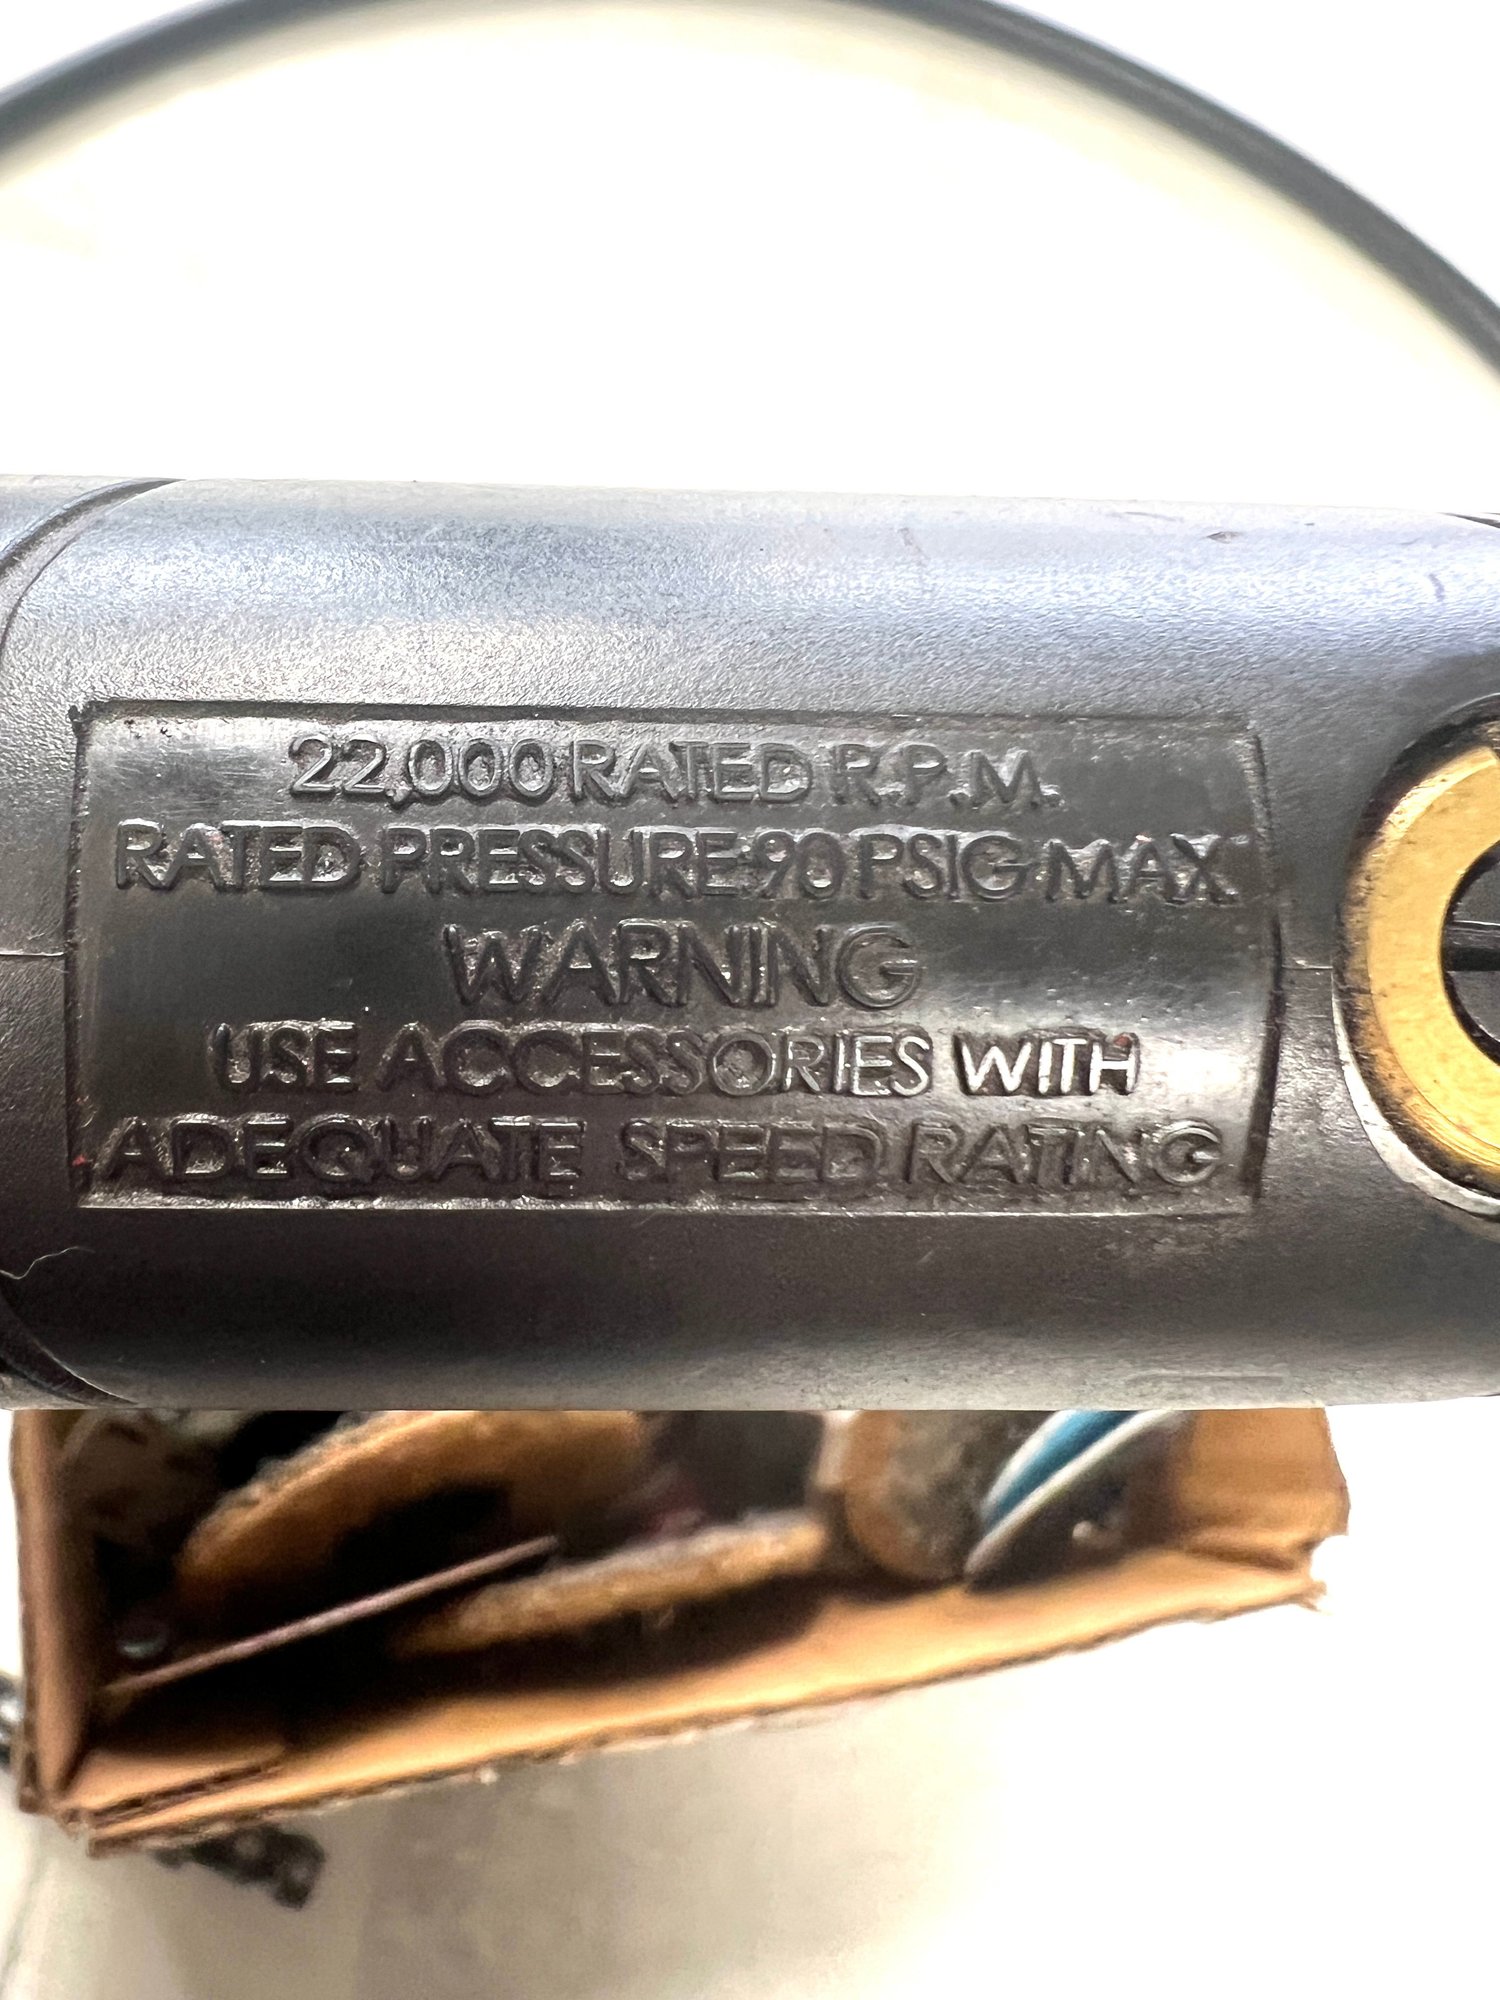 22,000 RATED R.P.M.
RATED PRESSURE:90 PSIG MAX.
WARNING
USE ACCESSORIES WITH
ADEQUATE SPEED RATING